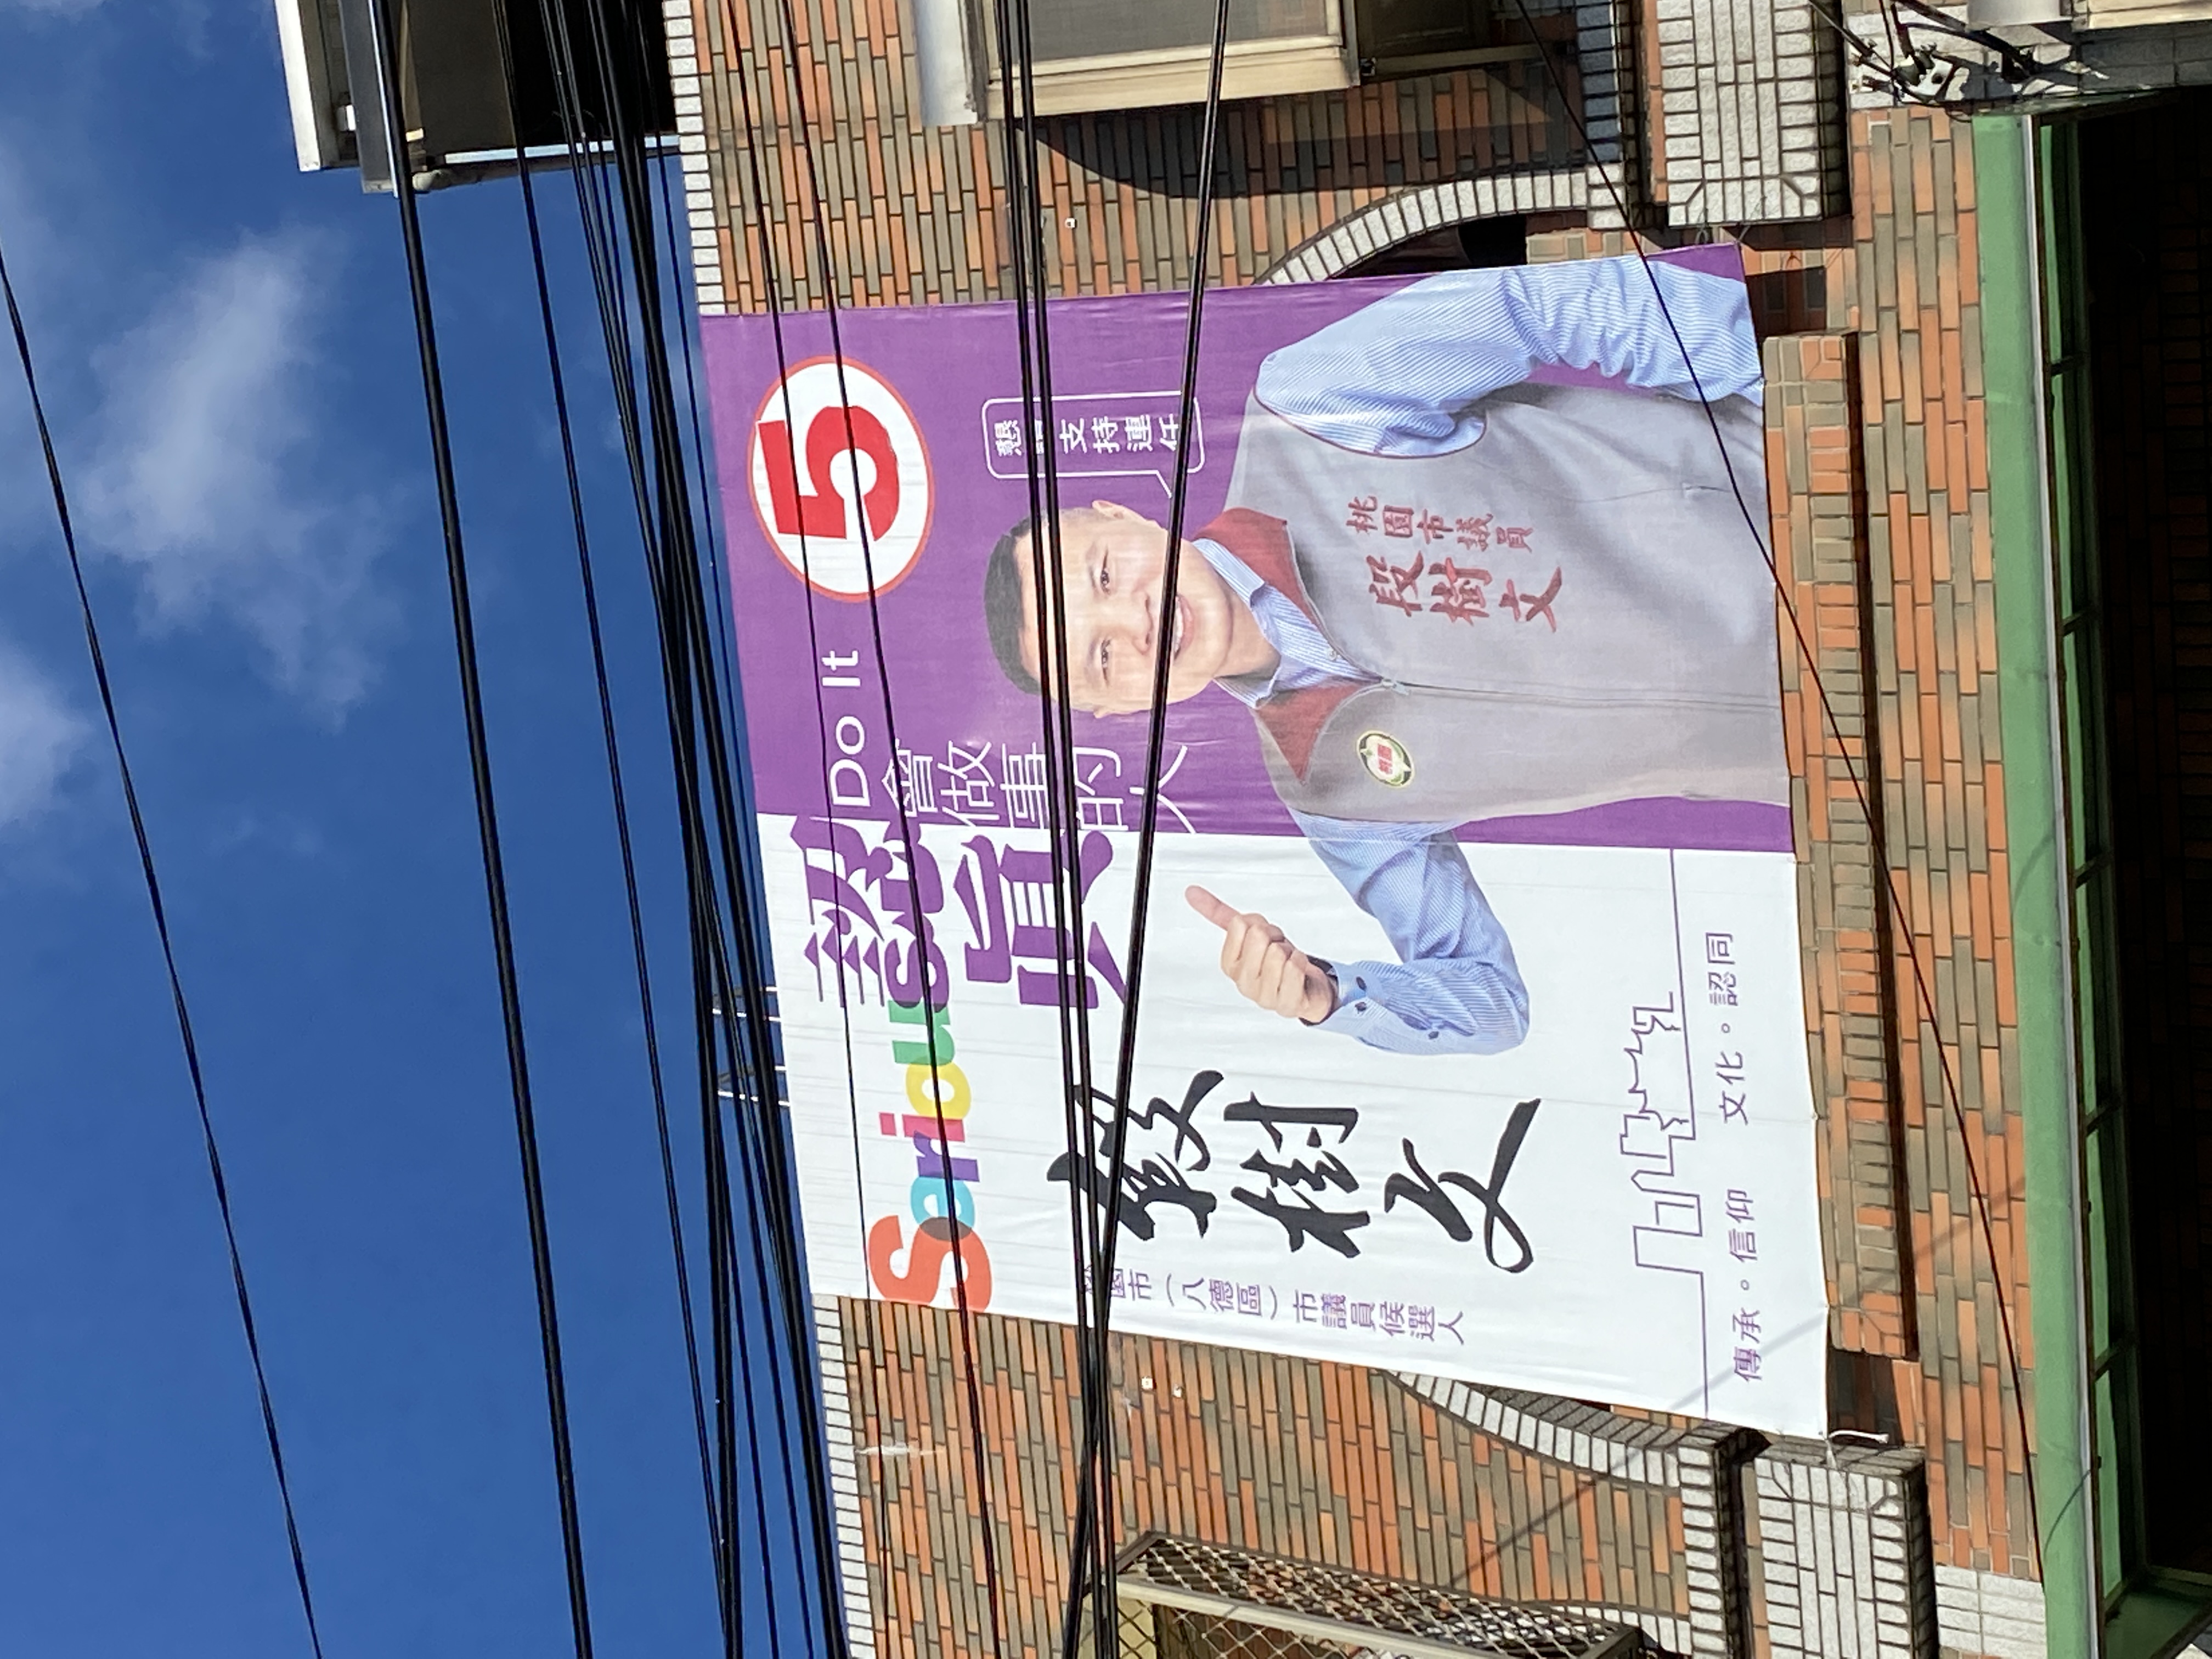 Serious
認真
Do It
會做事的人
5
懇請支持連任
桃園市(八德區)市議員候選人
段樹文
桃園
桃園市議員
段樹文
傳承。信仰 文化。認同